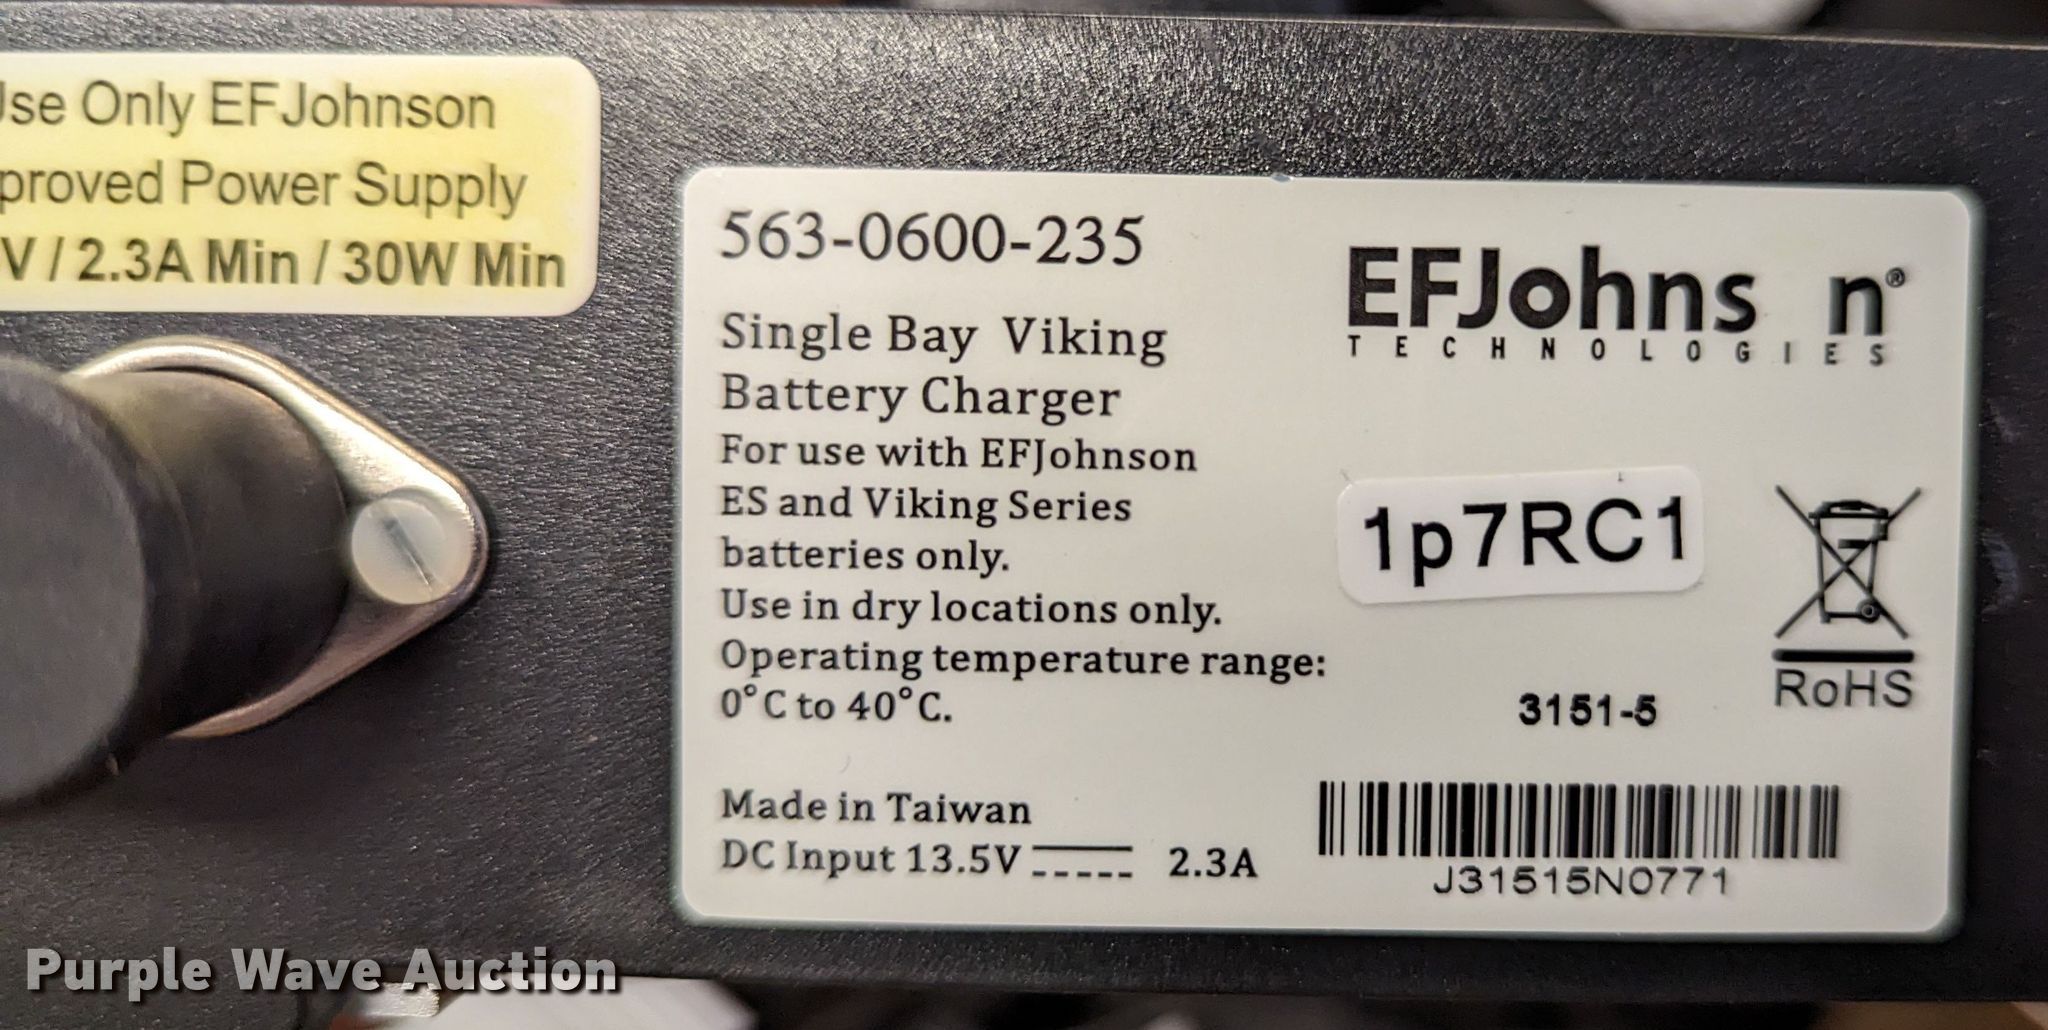 Use Only EFJohnson
proved Power Supply
V / 2.3A Min / 30W Min
563-0600-235
Single Bay Viking
Battery Charger
For use with EFJohnson
ES and Viking Series
batteries only.
Use in dry locations only.
Operating temperature range:
0°C to 40°C.
Made in Taiwan
DC Input 13.5V 2.3A
EFJohns n®
TECHNOLOGIES
1p7RC1
RoHS
3151-5
J31515N0771
Purple Wave Auction